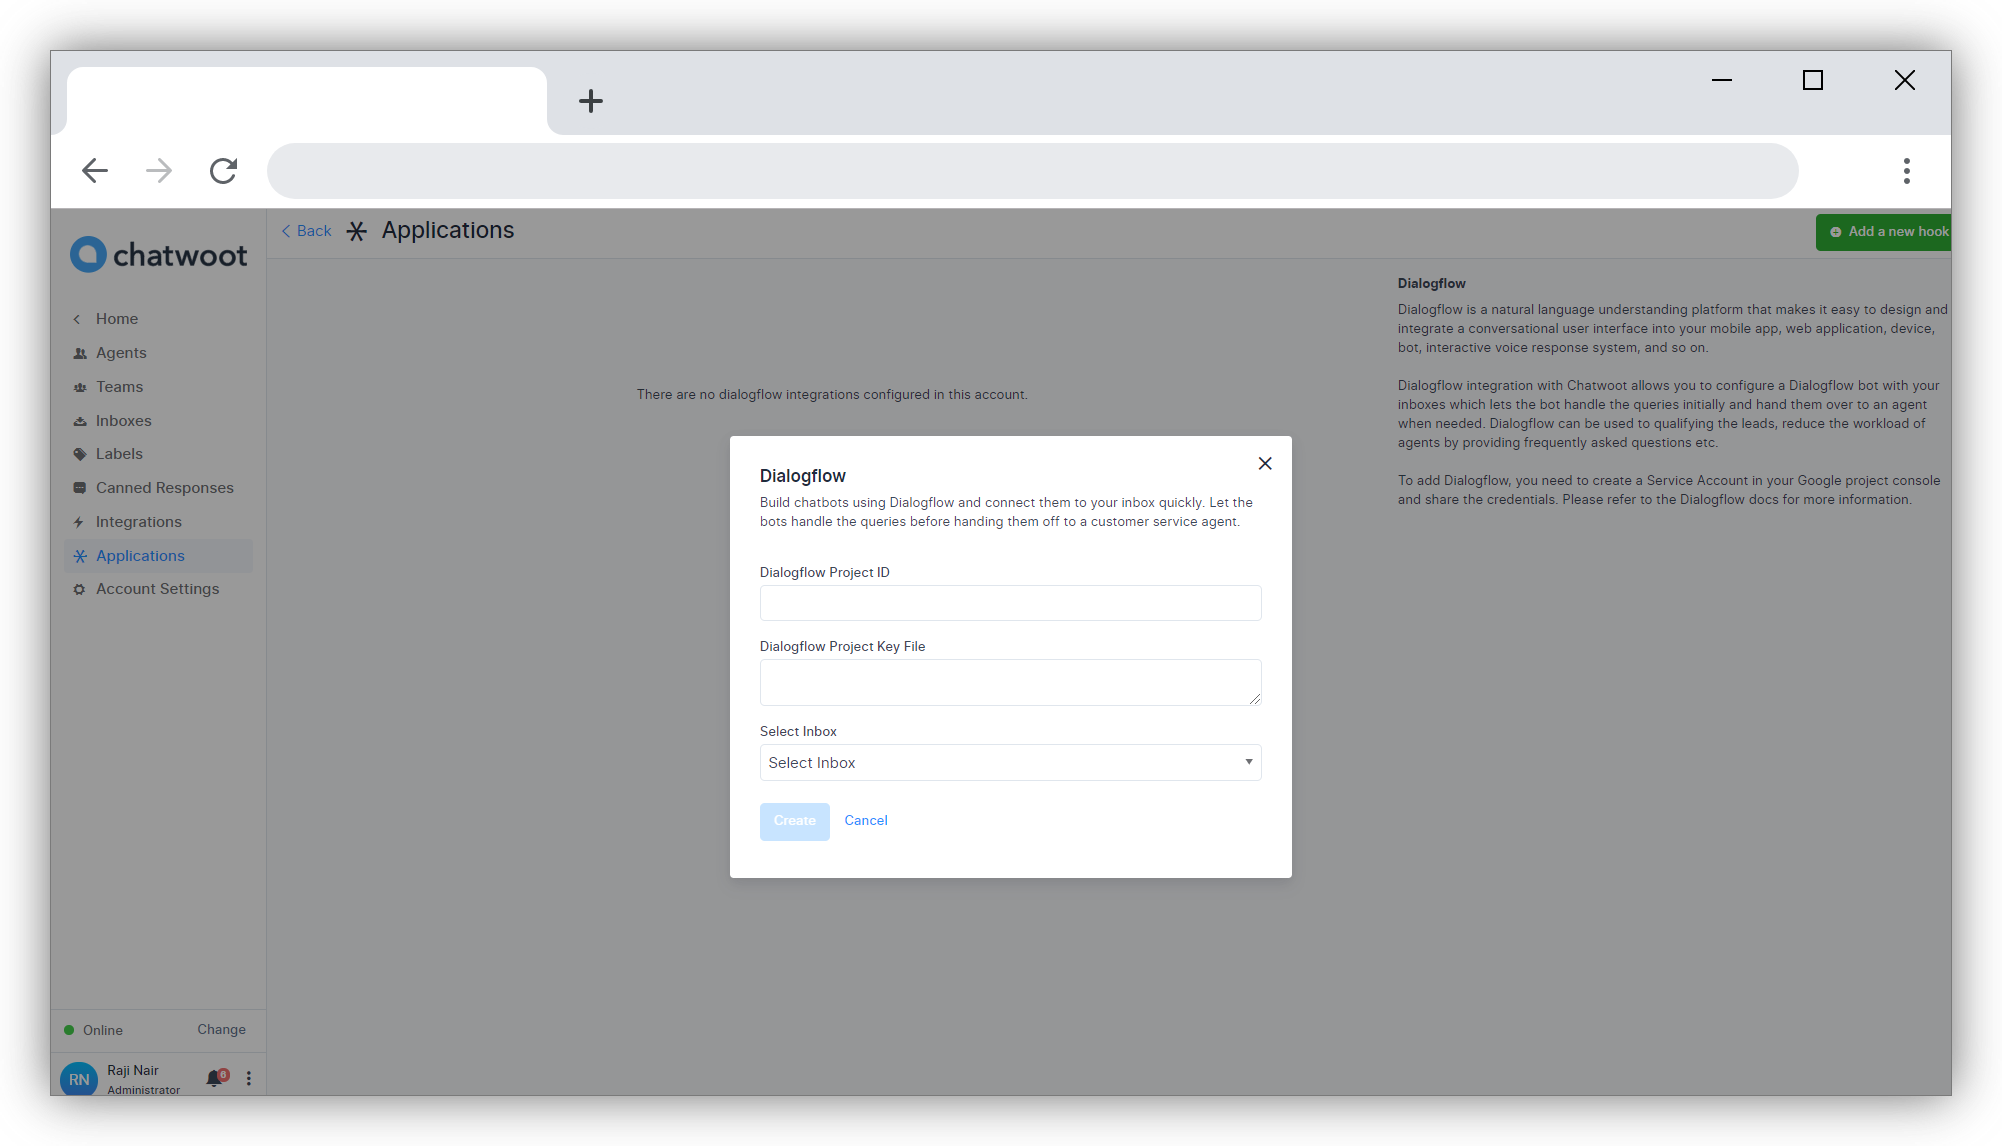 chatwoot
Home
Agents
Teams
Inboxes
Labels
Canned Responses
Integrations
Applications
Account Settings
Online
Change
RN
Raji Nair
Administrator
6
Back
Applications
Add a new hook
There are no dialogflow integrations configured in this account.
Dialogflow
Dialogflow is a natural language understanding platform that makes it easy to design and
integrate a conversational user interface into your mobile app, web application, device,
bot, interactive voice response system, and so on.
Dialogflow integration with Chatwoot allows you to configure a Dialogflow bot with your
inboxes which lets the bot handle the queries initially and hand them over to an agent
when needed. Dialogflow can be used to qualifying the leads, reduce the workload of
agents by providing frequently asked questions etc.
To add Dialogflow, you need to create a Service Account in your Google project console
and share the credentials. Please refer to the Dialogflow docs for more information.
Dialogflow
Build chatbots using Dialogflow and connect them to your inbox quickly. Let the
bots handle the queries before handing them off to a customer service agent.
Dialogflow Project ID
Dialogflow Project Key File
Select Inbox
Select Inbox
Create
Cancel